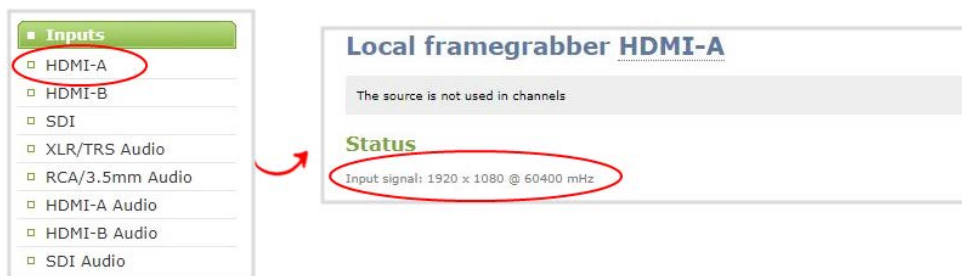 Inputs
HDMI-A
HDMI-B
SDI
XLR/TRS Audio
RCA/3.5mm Audio
HDMI-A Audio
HDMI-B Audio
SDI Audio
Local framegrabber HDMI-A
The source is not used in channels
Status
Input signal: 1920 x 1080 @ 60400 mHz